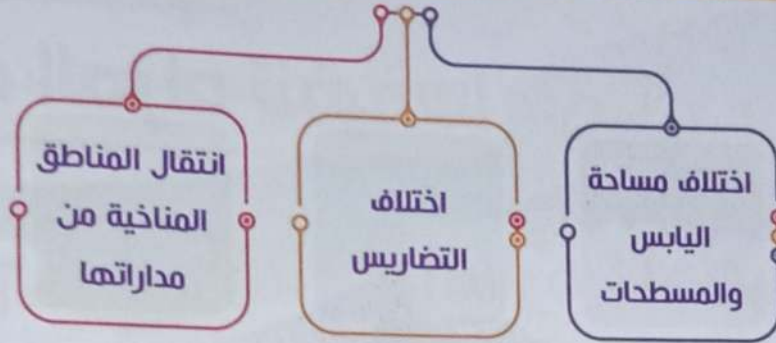 اختلاف مساحة
اليابس
والمسطحات
اختلاف
التضاريس
انتقال المناطق
المناخية من
مداراتها